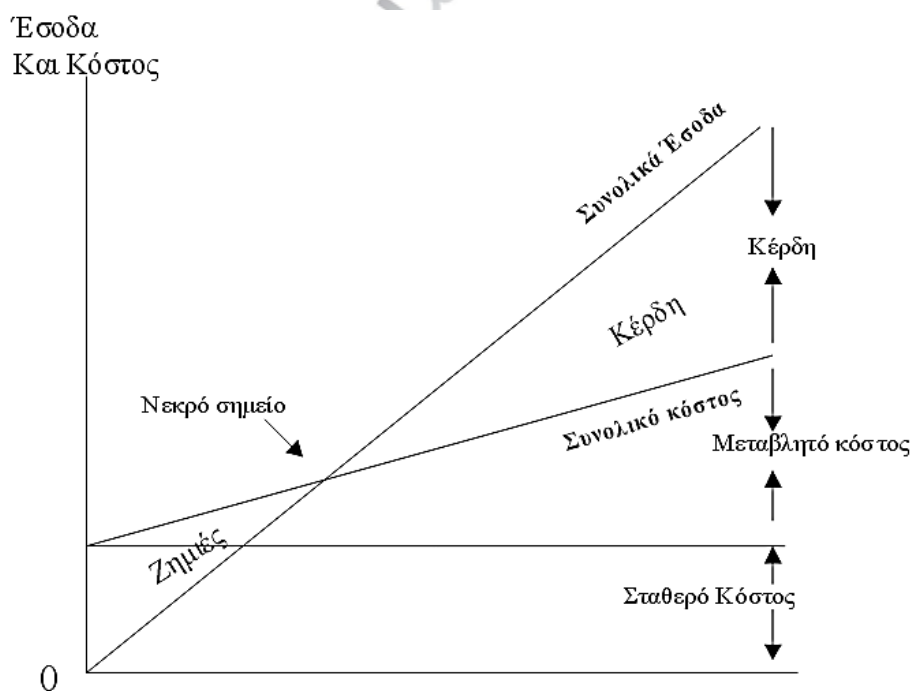 Έσοδα
Και Κόστος
Συνολικά Έσοδα
Κέρδη
Κέρδη
Νεκρό σημείο
Συνολικό κόστος
Μεταβλητό κόστος
Ζημιές
Σταθερό Κόστος
0